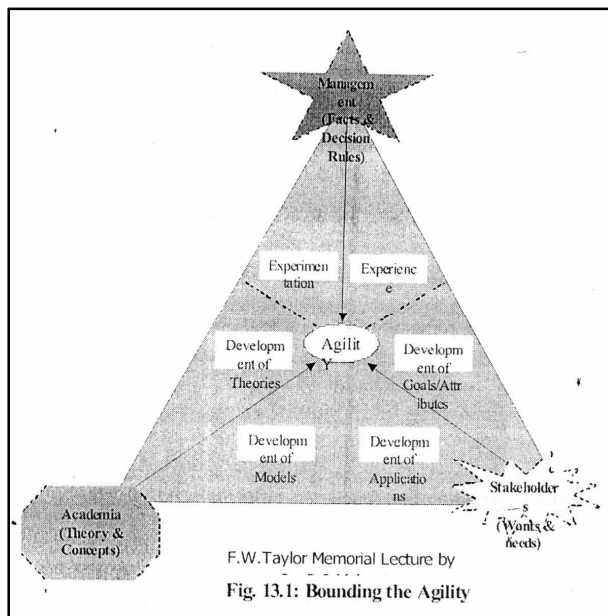 Managem
ent
(Facts &
Decision
Rules)
Experimen
tation
Experienc
e
Agilit
y
Developm
ent of
Theories
Developm
ent of
Goals/Attr
ibutes
Developm
ent of
Models
Developm
ent of
Applicatio
ns
Academia
(Theory &
Concepts)
Stakeholder
s
(Wants &
needs)
F.W.Taylor Memorial Lecture by
Fig. 13.1: Bounding the Agility